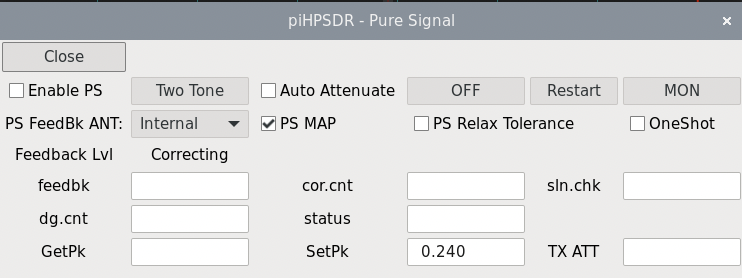 piHPSDR - Pure Signal ×
Close
Enable PS Two Tone Auto Attenuate OFF Restart MON
PS FeedBk ANT: Internal PS MAP PS Relax Tolerance OneShot
Feedback Lvl Correcting
feedbk cor.cnt sln.chk
dg.cnt status
GetPk SetPk 0.240 TX ATT